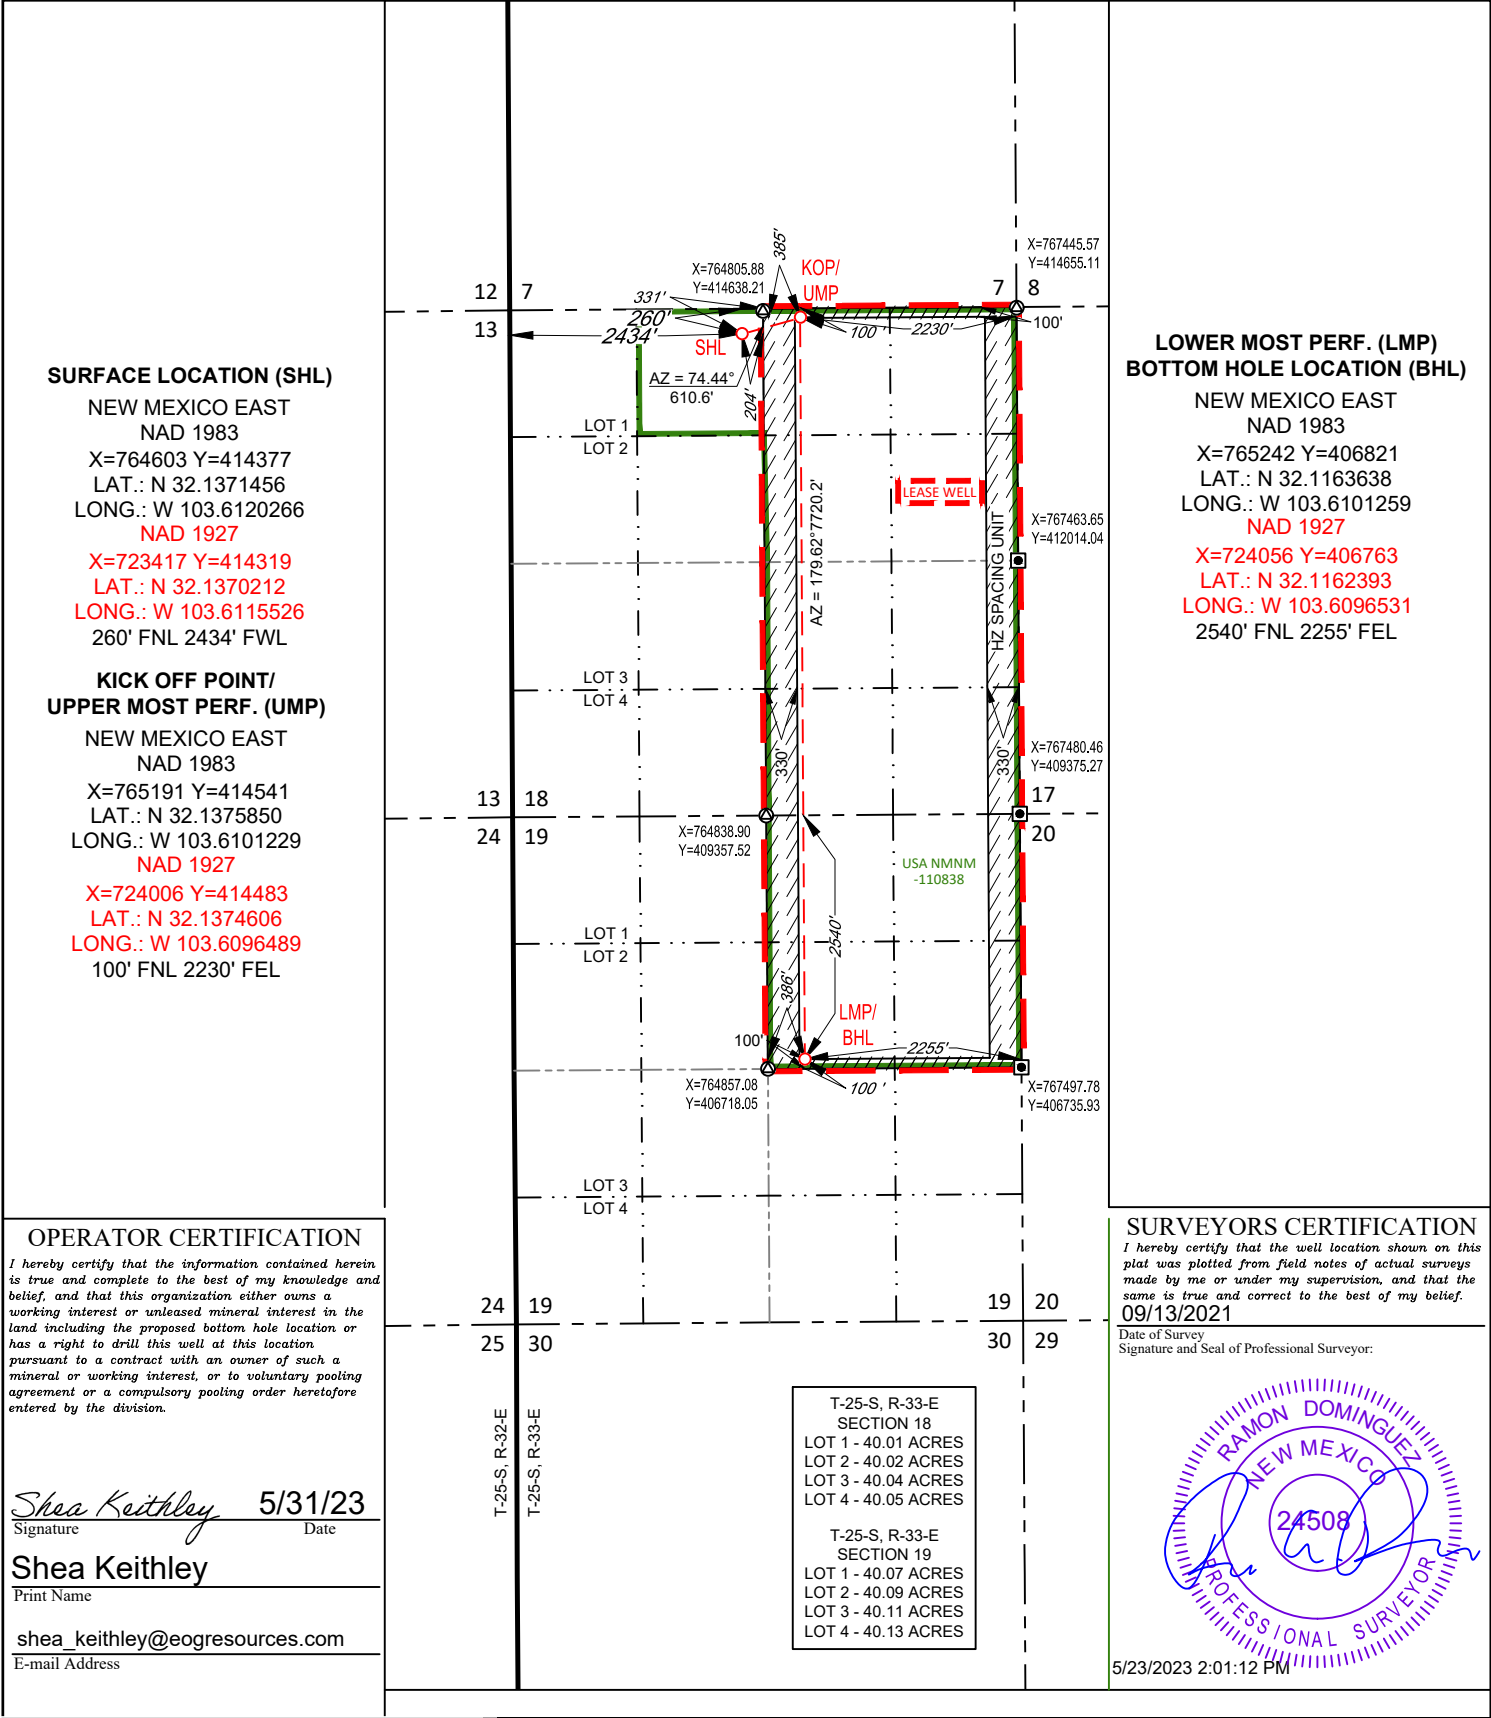 SURFACE LOCATION (SHL)
NEW MEXICO EAST
NAD 1983
X=764603 Y=414377
LAT.: N 32.1371456
LONG.: W 103.6120266
NAD 1927
X=723417 Y=414319
LAT.: N 32.1370212
LONG.: W 103.6115526
260' FNL 2434' FWL
KICK OFF POINT/
UPPER MOST PERF. (UMP)
NEW MEXICO EAST
NAD 1983
X=765191 Y=414541
LAT.: N 32.1375850
LONG.: W 103.6101229
NAD 1927
X=724006 Y=414483
LAT.: N 32.1374606
LONG.: W 103.6096489
100' FNL 2230' FEL
X=764805.88
Y=414638.21
385'
KOP/
UMP
X=767445.57
Y=414655.11
12 7
7 8
13
331'
260'
2434'
SHL
100 '
2230'
100'
AZ = 74.44°
610.6'
204'
LOT 1
LOT 2
LEASE WELL
AZ = 179.62°7720.2'
HZ SPACING UNIT
X=767463.65
Y=412014.04
LOT 3
LOT 4
330'
330'
X=767480.46
Y=409375.27
13 18
17
24 19
20
X=764838.90
Y=409357.52
USA NMNM
-110838
2540'
LOT 1
LOT 2
386'
LMP/
BHL
100'
2255'
100 '
X=764857.08
Y=406718.05
X=767497.78
Y=406735.93
LOT 3
LOT 4
24 19
19 20
25 30
30 29
T-25-S, R-32-E
T-25-S, R-33-E
T-25-S, R-33-E
SECTION 18
LOT 1 - 40.01 ACRES
LOT 2 - 40.02 ACRES
LOT 3 - 40.04 ACRES
LOT 4 - 40.05 ACRES
T-25-S, R-33-E
SECTION 19
LOT 1 - 40.07 ACRES
LOT 2 - 40.09 ACRES
LOT 3 - 40.11 ACRES
LOT 4 - 40.13 ACRES
LOWER MOST PERF. (LMP)
BOTTOM HOLE LOCATION (BHL)
NEW MEXICO EAST
NAD 1983
X=765242 Y=406821
LAT.: N 32.1163638
LONG.: W 103.6101259
NAD 1927
X=724056 Y=406763
LAT.: N 32.1162393
LONG.: W 103.6096531
2540' FNL 2255' FEL
OPERATOR CERTIFICATION
I hereby certify that the information contained herein
is true and complete to the best of my knowledge and
belief, and that this organization either owns a
working interest or unleased mineral interest in the
land including the proposed bottom hole location or
has a right to drill this well at this location
pursuant to a contract with an owner of such a
mineral or working interest, or to voluntary pooling
agreement or a compulsory pooling order heretofore
entered by the division.
Shea Keithley 5/31/23
Signature Date
Shea Keithley
Print Name
shea_keithley@eogresources.com
E-mail Address
SURVEYORS CERTIFICATION
I hereby certify that the well location shown on this
plat was plotted from field notes of actual surveys
made by me or under my supervision, and that the
same is true and correct to the best of my belief.
09/13/2021
Date of Survey
Signature and Seal of Professional Surveyor:
RAMON DOMINGUEZ
NEW MEXICO
24508
PROFESSIONAL SURVEYOR
5/23/2023 2:01:12 PM